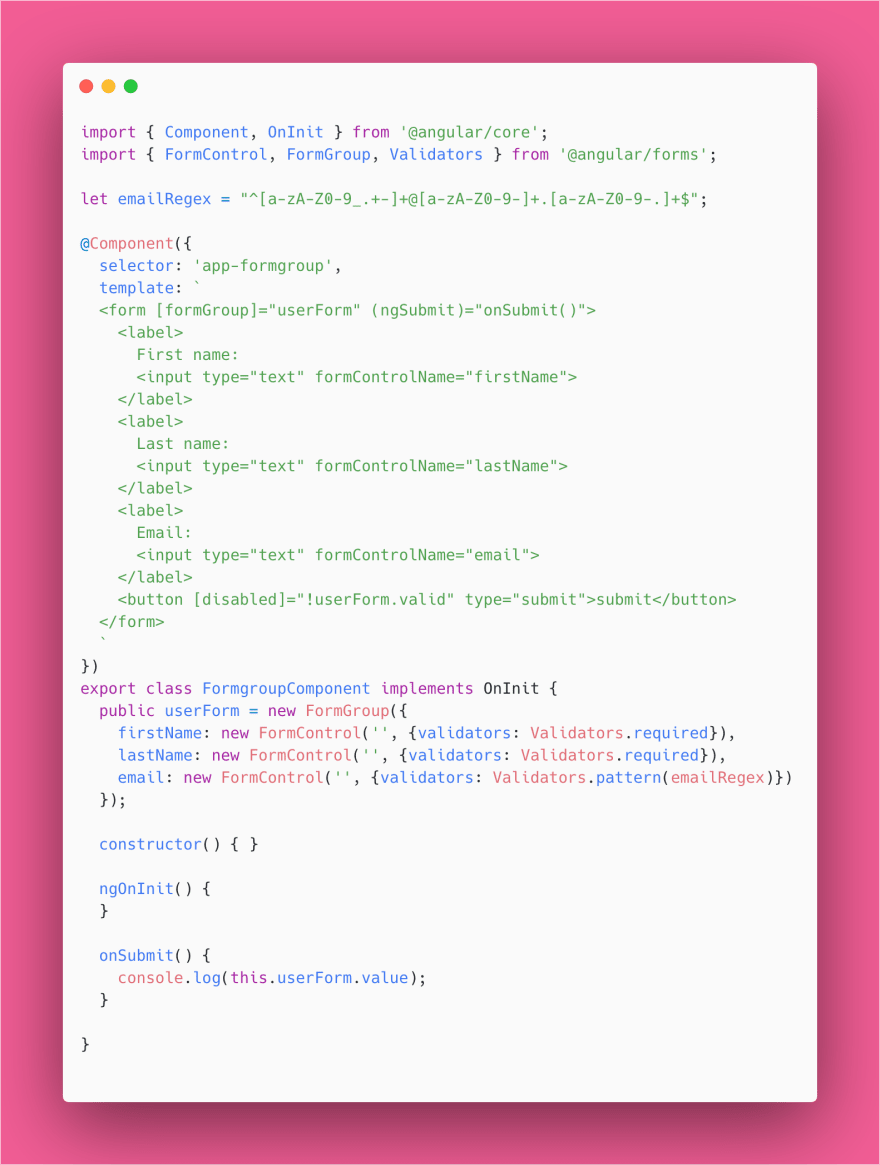 import { Component, OnInit } from '@angular/core';
import { FormControl, FormGroup, Validators } from '@angular/forms';

let emailRegex = "^[a-zA-Z0-9_.+-]+@[a-zA-Z0-9-]+.[a-zA-Z0-9-.]+$";

@Component({
  selector: 'app-formgroup',
  template: `
  <form [formGroup]="userForm" (ngSubmit)="onSubmit()">
    <label>
      First name:
      <input type="text" formControlName="firstName">
    </label>
    <label>
      Last name:
      <input type="text" formControlName="lastName">
    </label>
    <label>
      Email:
      <input type="text" formControlName="email">
    </label>
    <button [disabled]="!userForm.valid" type="submit">submit</button>
  </form>
  `
})
export class FormgroupComponent implements OnInit {
  public userForm = new FormGroup({
    firstName: new FormControl('', {validators: Validators.required}),
    lastName: new FormControl('', {validators: Validators.required}),
    email: new FormControl('', {validators: Validators.pattern(emailRegex)})
  });

  constructor() { }

  ngOnInit() {
  }

  onSubmit() {
    console.log(this.userForm.value);
  }

}